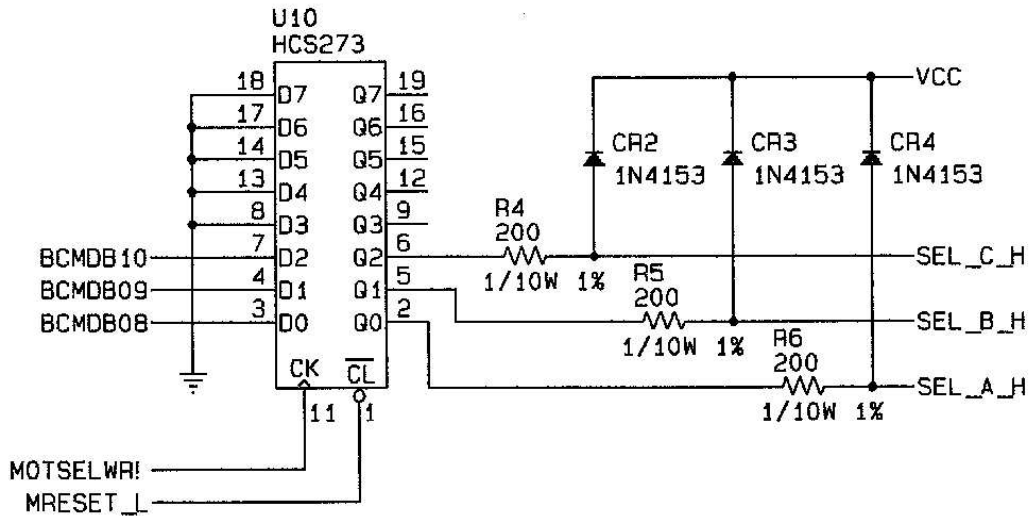 U10
HCS273
18 D7 Q7 19
17 D6 Q6 16
14 D5 Q5 15
13 D4 Q4 12
8 D3 Q3 9
BCMDB10 7 D2 Q2 6
BCMDB09 4 D1 Q1 5
BCMDB08 3 D0 Q0 2
CK CL
11 1
MOTSELWR!
MRESET_L
VCC
CR2
1N4153
CR3
1N4153
CR4
1N4153
R4
200
1/10W 1%
SEL_C_H
R5
200
1/10W 1%
SEL_B_H
R6
200
1/10W 1%
SEL_A_H